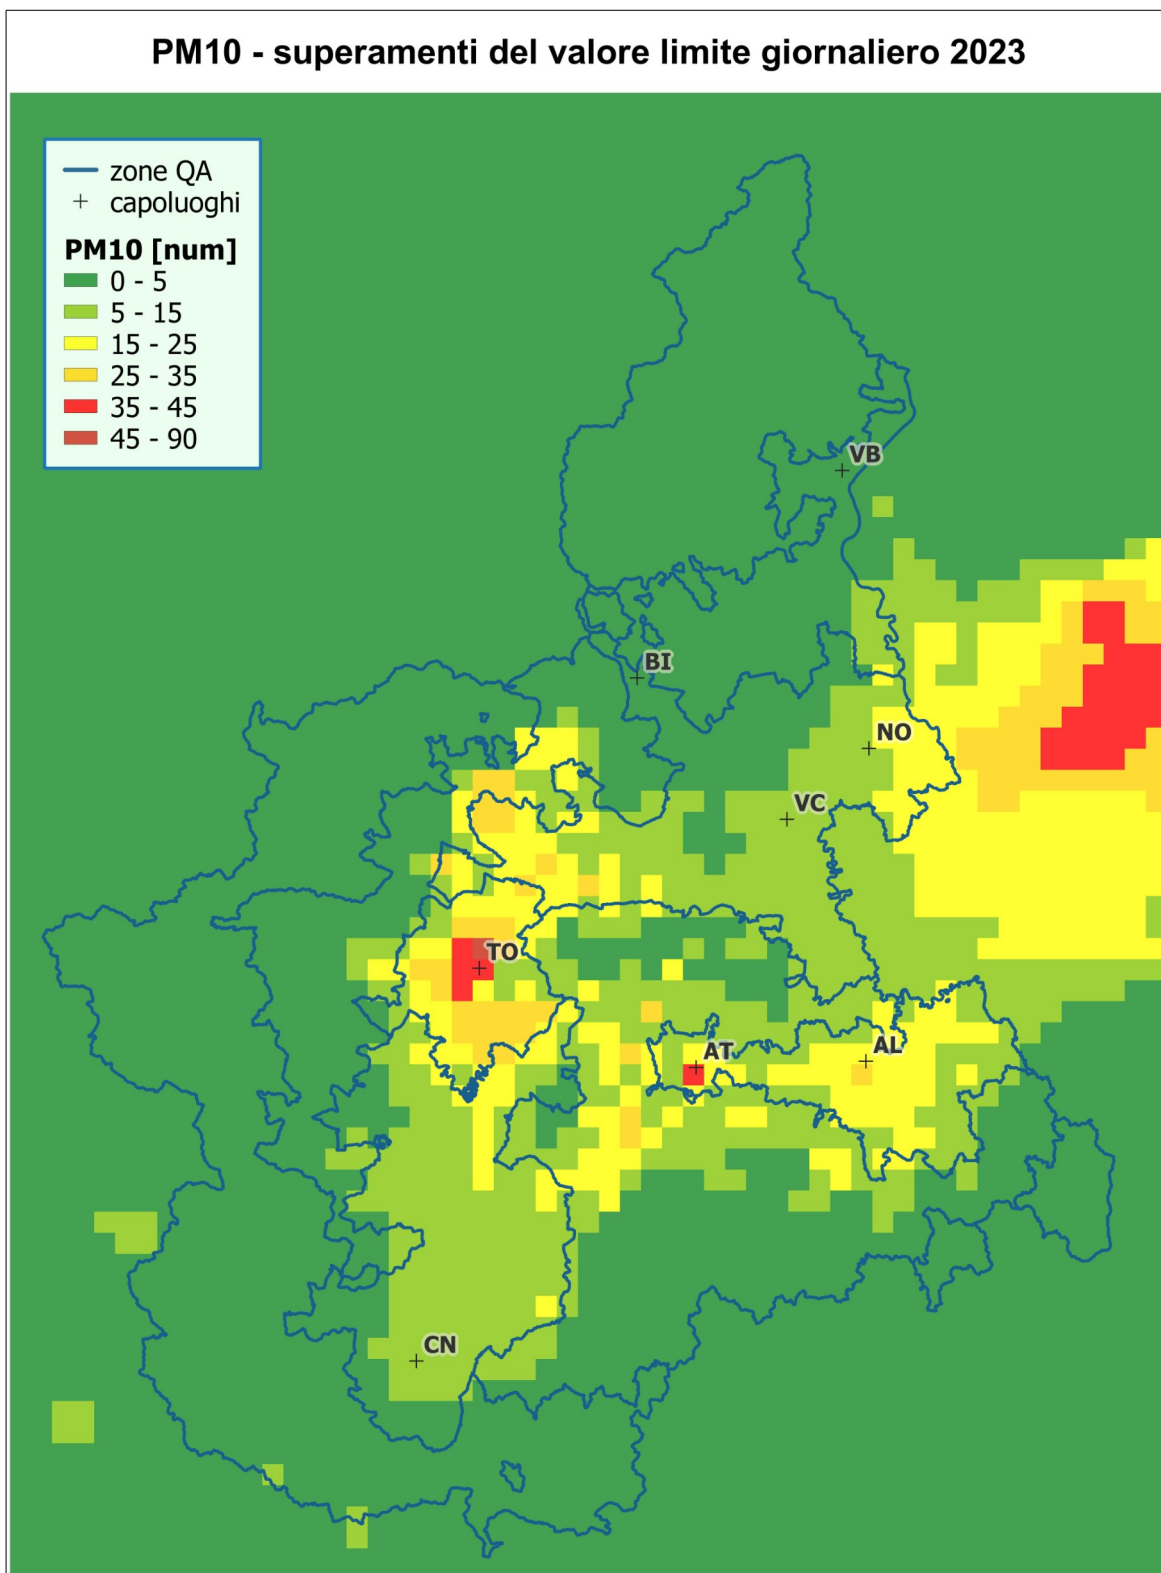 PM10 - superamenti del valore limite giornaliero 2023
zone QA
capoluoghi
PM10 [num]
0 - 5
5 - 15
15 - 25
25 - 35
35 - 45
45 - 90
VB
BI
NO
VC
TO
AT
AL
CN